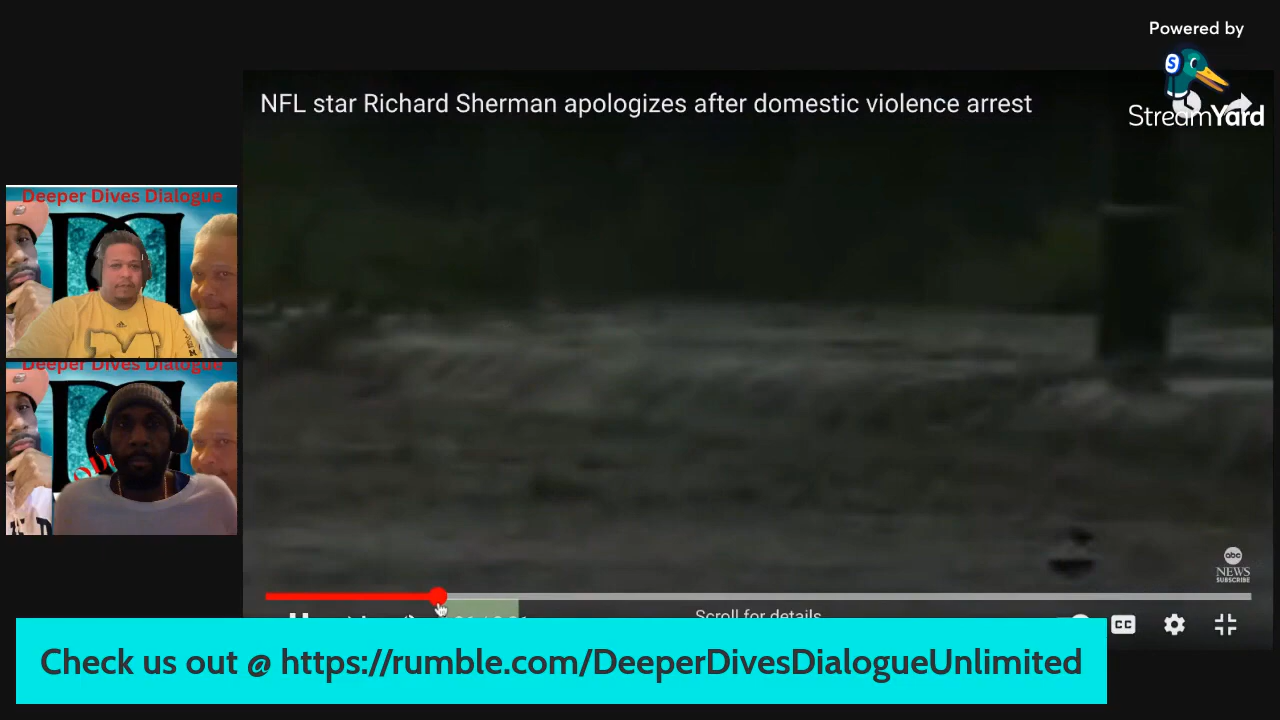 Powered by
StreamYard
NFL star Richard Sherman apologizes after domestic violence arrest
Deeper Dives Dialogue
M
Deeper Dives Dialogue
abc
NEWS
SUBSCRIBE
Scroll for details
CC
Check us out @ https://rumble.com/DeeperDivesDialogueUnlimited